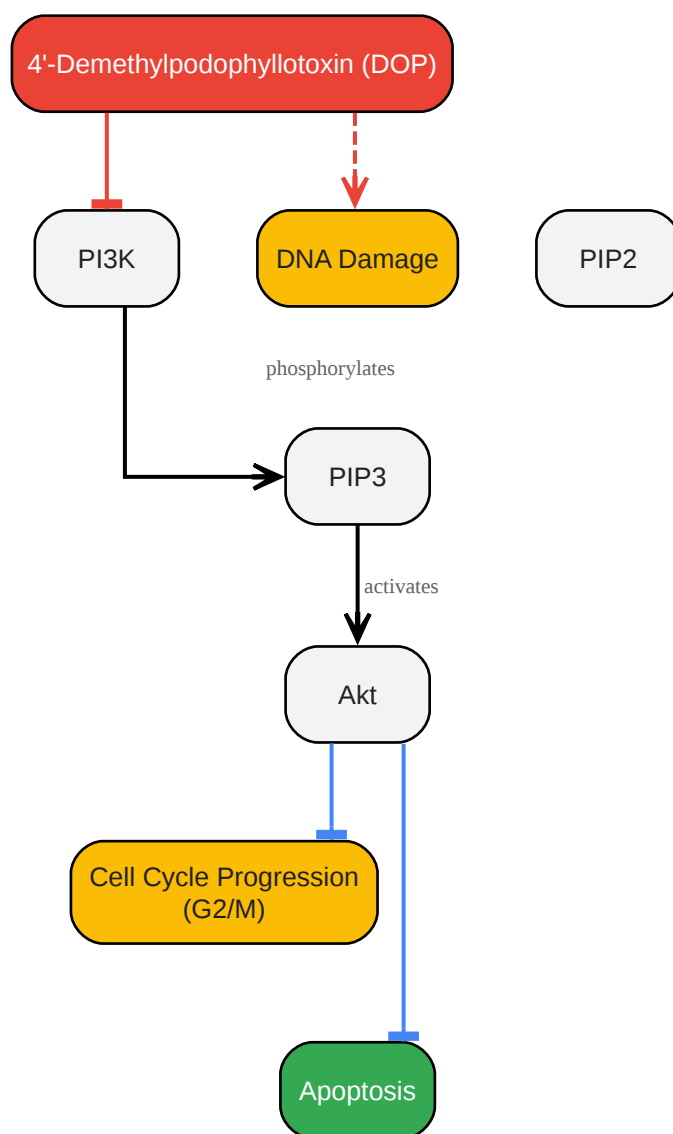 4'-Demethylpodophyllotoxin (DOP)
PI3K
DNA Damage
PIP2
phosphorylates
PIP3
activates
Akt
Cell Cycle Progression
(G2/M)
Apoptosis